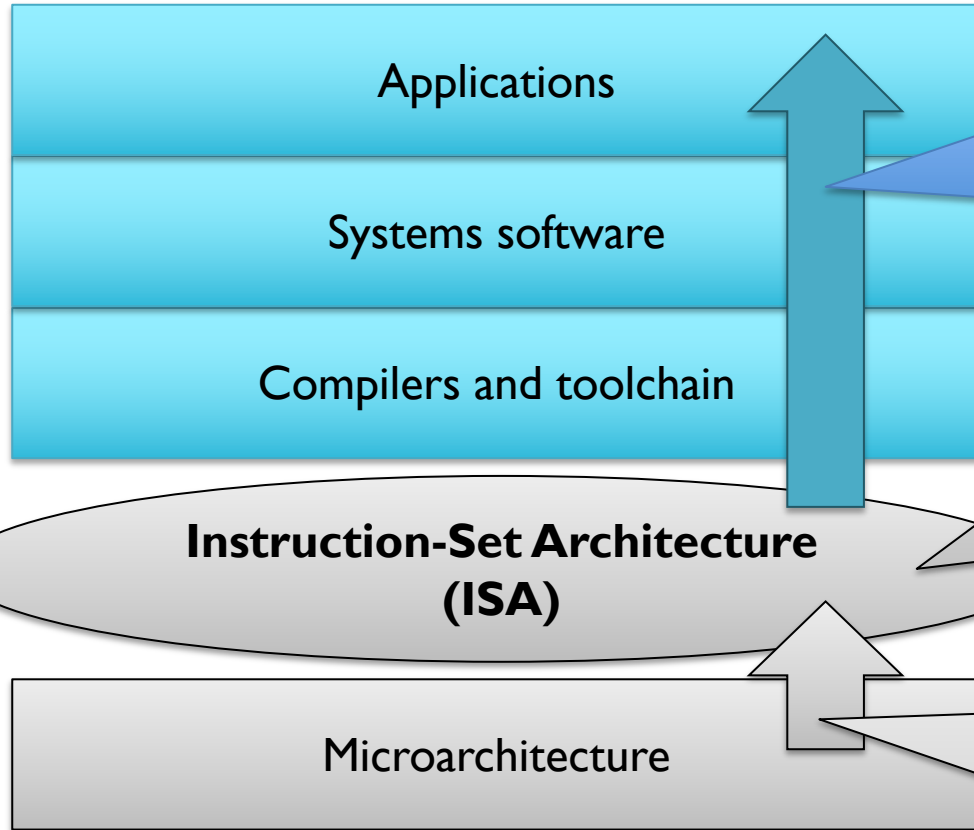 Applications
Systems software
Compilers and toolchain
Instruction-Set Architecture
(ISA)
Microarchitecture